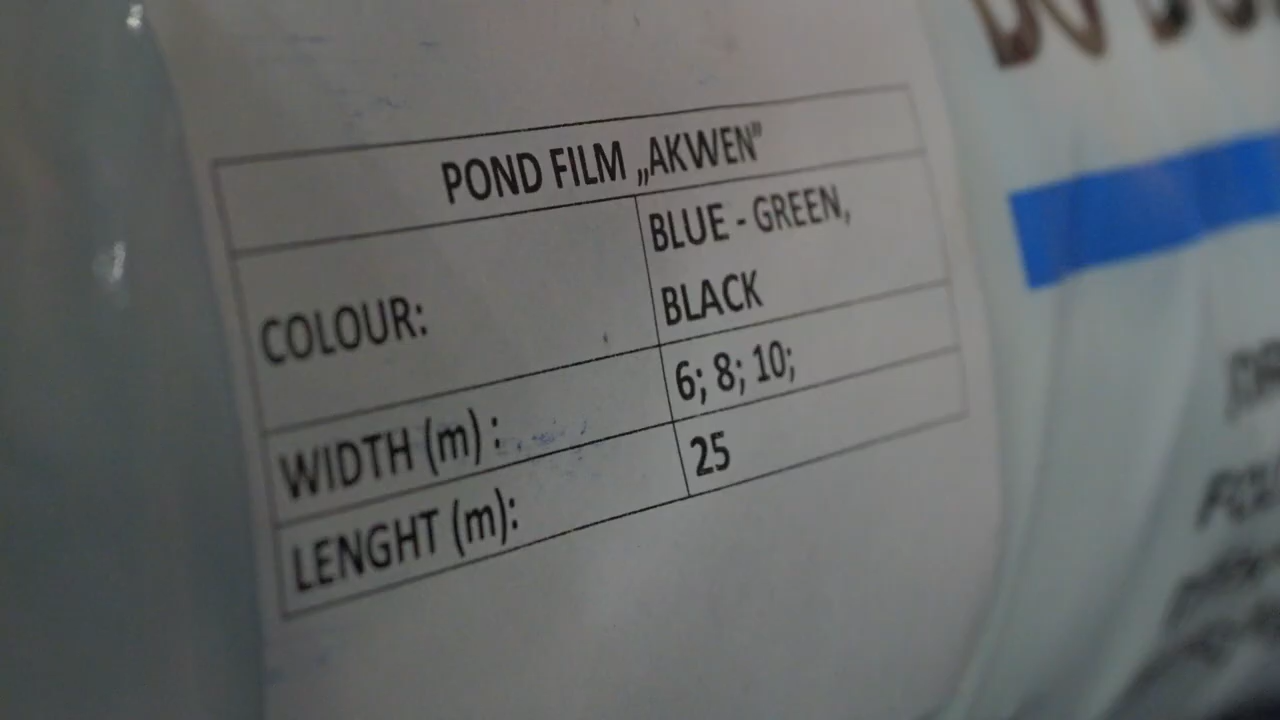 POND FILM „AKWEN”
COLOUR:
BLUE - GREEN,
BLACK
WIDTH (m) :
6; 8; 10;
LENGHT (m):
25